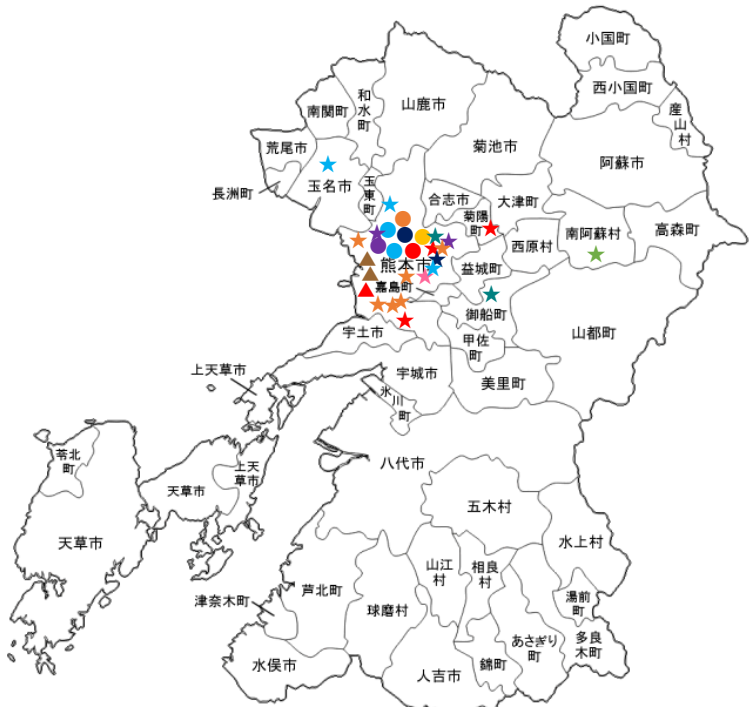 小国町
西小国町
産
山
村
和
水
町
山鹿市
南関町
菊池市
荒尾市
阿蘇市
長洲町
玉名市
玉
東
町
合志市
大津町
菊陽
町
南阿蘇村
高森町
西原村
熊本市
益城町
嘉島町
御船町
宇土市
甲佐
町
山都町
上天草市
宇城市
美里町
氷
川
町
苓北
町
上天
草市
天草市
八代市
五木村
天草市
水上村
山江
村
相良
村
芦北町
津奈木町
球磨村
湯前
町
あさぎり
町
多良
木町
水俣市
人吉市
錦町